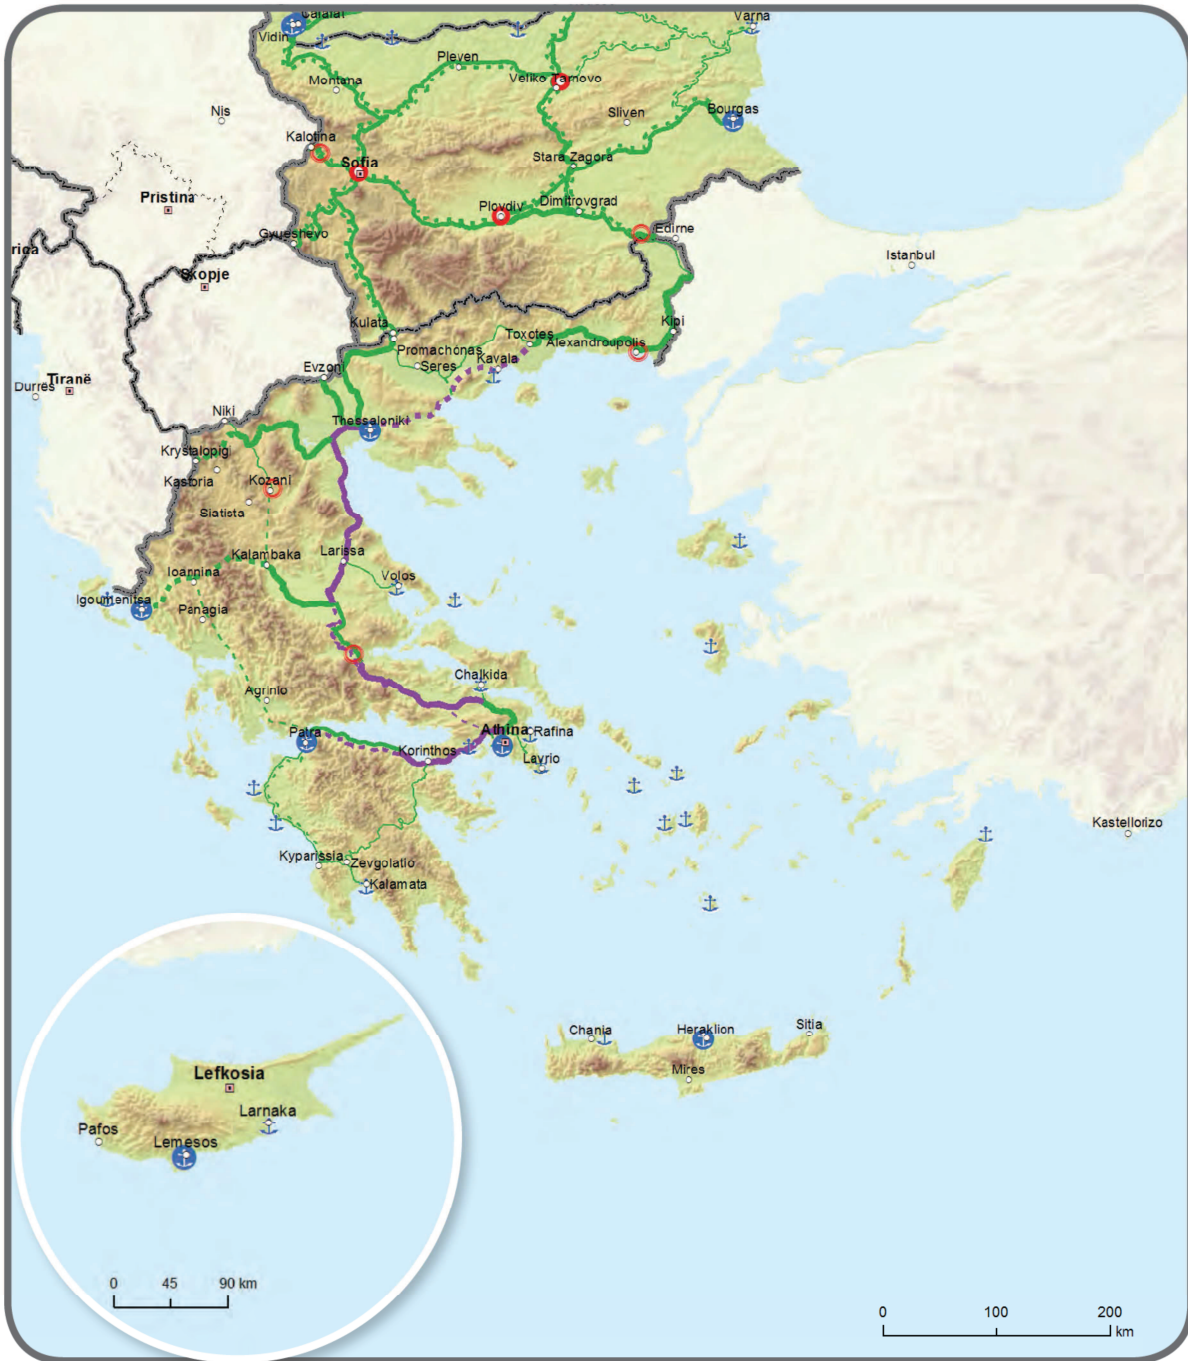 Calafat
Varna
Vidin
Pleven
Montana
Veliko Tarnovo
Nis
Sliven
Bourgas
Kalotina
Sofia
Stara Zagora
Pristina
Plovdiv
Dimitrovgrad
Gyueshevo
Edirne
rica
Istanbul
Skopje
Kulata
Kipi
Toxotes
Alexandroupolis
Promachonas
Kavala
Evzoni
Seres
Tiranë
Durres
Niki
Thessaloniki
Krystalopigi
Kastoria
Kozani
Siatista
Kalambaka
Larissa
Ioannina
Volos
Igoumenitsa
Panagia
Chalkida
Agrinio
Patra
Athina
Rafina
Korinthos
Lavrio
Kastellorizo
Kyparissia
Zevgolatio
Kalamata
Chania
Heraklion
Sitia
Mires
Lefkosia
Larnaka
Pafos
Lemesos
0 45 90 km
0 100 200
km